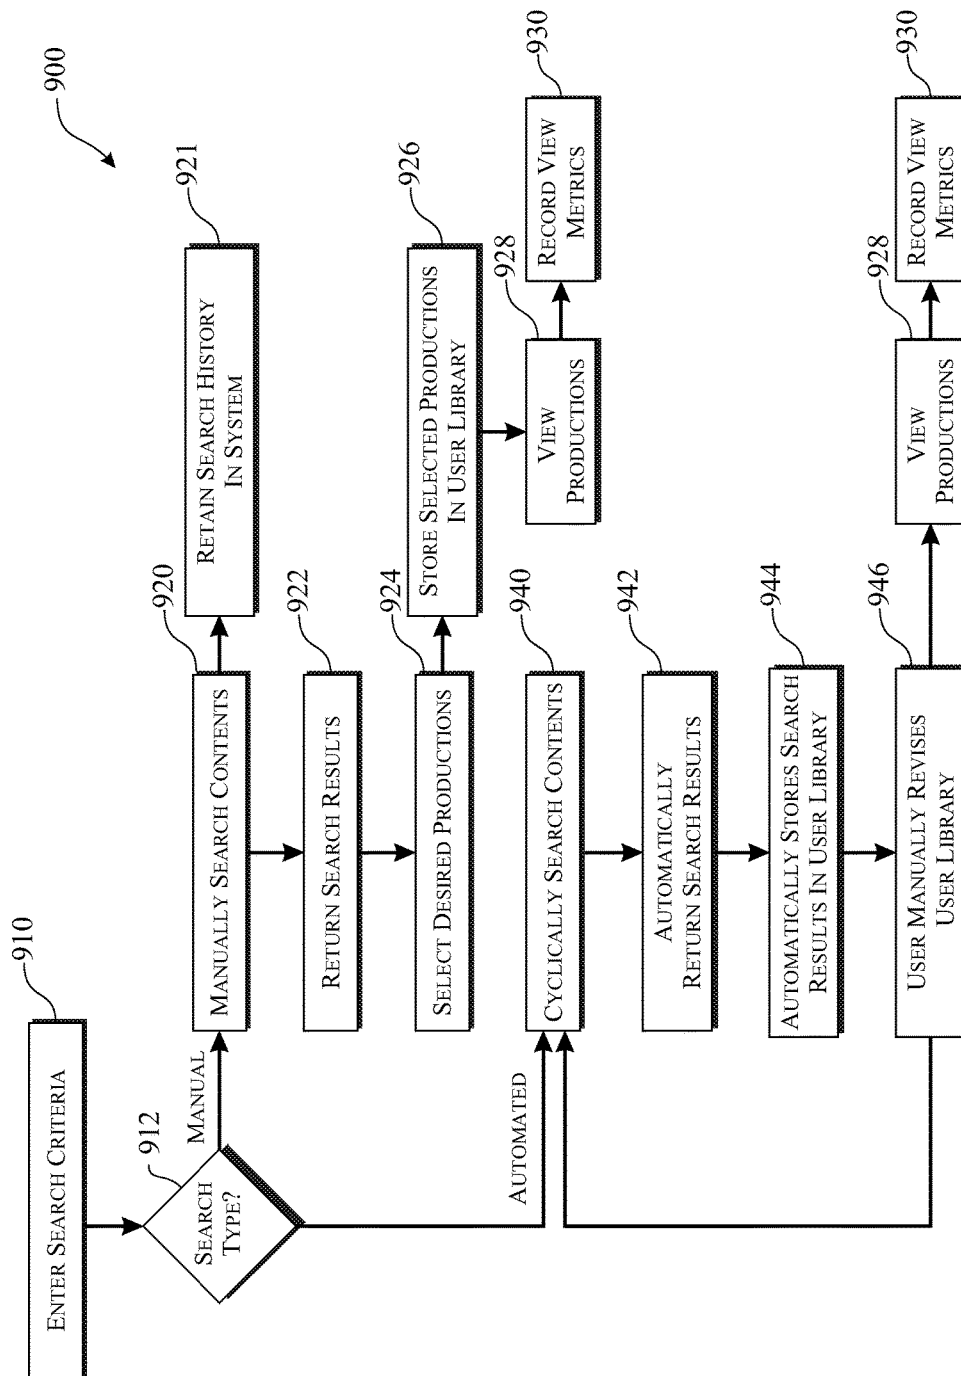 900
910
ENTER SEARCH CRITERIA
912
SEARCH
TYPE?
MANUAL
AUTOMATED
920
MANUALLY SEARCH CONTENTS
921
RETAIN SEARCH HISTORY
IN SYSTEM
922
RETURN SEARCH RESULTS
924
SELECT DESIRED PRODUCTIONS
926
STORE SELECTED PRODUCTIONS
IN USER LIBRARY
928
VIEW
PRODUCTIONS
930
RECORD VIEW
METRICS
940
CYCLICALLY SEARCH CONTENTS
942
AUTOMATICALLY
RETURN SEARCH RESULTS
944
AUTOMATICALLY STORES SEARCH
RESULTS IN USER LIBRARY
946
USER MANUALLY REVISES
USER LIBRARY
928
VIEW
PRODUCTIONS
930
RECORD VIEW
METRICS